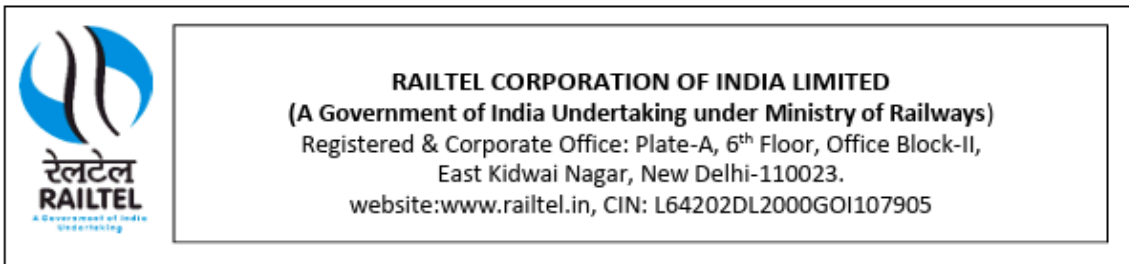 रेलटेल
RAILTEL
A Government of India
Undertaking
RAILTEL CORPORATION OF INDIA LIMITED
(A Government of India Undertaking under Ministry of Railways)
Registered & Corporate Office: Plate-A, 6th Floor, Office Block-II,
East Kidwai Nagar, New Delhi-110023.
website:www.railtel.in, CIN: L64202DL2000GOI107905